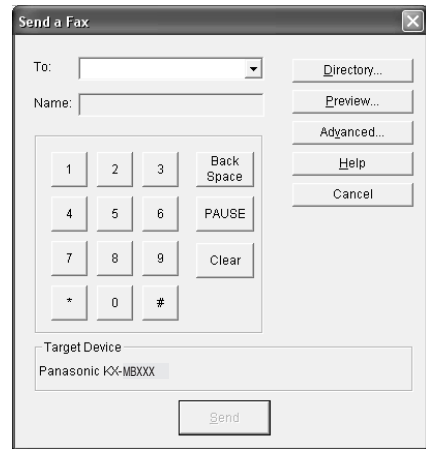 Send a Fax
To:
Directory...
Name:
Preview...
Advanced...
Help
Cancel
1 2 3 Back Space
4 5 6 PAUSE
7 8 9 Clear
* 0 #
Target Device
Panasonic KX-MBXXX
Send